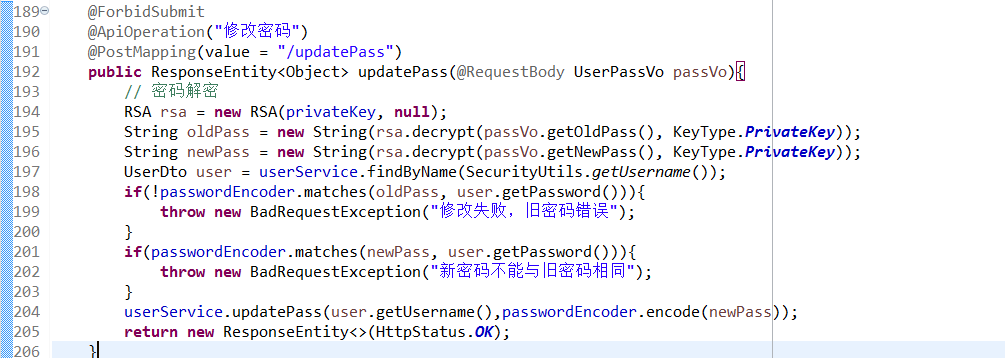 189 @ForbidSubmit
190 @ApiOperation("修改密码")
191 @PostMapping(value = "/updatePass")
192 public ResponseEntity<Object> updatePass(@RequestBody UserPassVo passVo){
193 // 密码解密
194 RSA rsa = new RSA(privateKey, null);
195 String oldPass = new String(rsa.decrypt(passVo.getOldPass(), KeyType.PrivateKey));
196 String newPass = new String(rsa.decrypt(passVo.getNewPass(), KeyType.PrivateKey));
197 UserDto user = userService.findByName(SecurityUtils.getUsername());
198 if(!passwordEncoder.matches(oldPass, user.getPassword())){
199 throw new BadRequestException("修改失败，旧密码错误");
200 }
201 if(passwordEncoder.matches(newPass, user.getPassword())){
202 throw new BadRequestException("新密码不能与旧密码相同");
203 }
204 userService.updatePass(user.getUsername(),passwordEncoder.encode(newPass));
205 return new ResponseEntity<>(HttpStatus.OK);
206 }